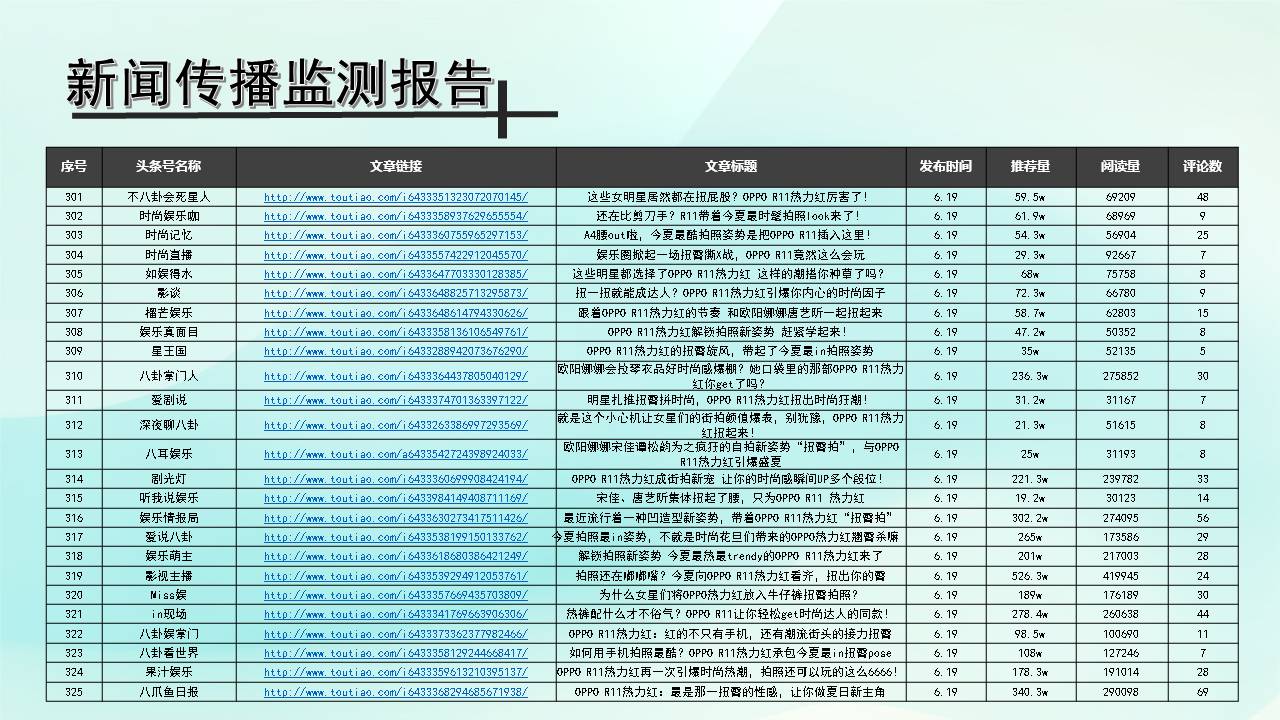 新闻传播监测报告
序号 头条号名称 文章链接 文章标题 发布时间 推荐量 阅读量 评论数
301 不八卦会死星人 http://www.toutiao.com/i6433351323072070145/ 这些女明星居然都在扭屁股？OPPO R11热力红厉害了！ 6.19 59.5w 69209 48
302 时尚娱乐咖 http://www.toutiao.com/i6433358937629655554/ 还在比剪刀手？R11带着今夏最时髦拍照look来了！ 6.19 61.9w 68969 9
303 时尚记忆 http://www.toutiao.com/i6433360755965297153/ A4腰out啦，今夏最酷拍照姿势是把OPPO R11插入这里！ 6.19 54.3w 56904 25
304 时尚直播 http://www.toutiao.com/i6433557422912045570/ 娱乐圈掀起一场扭臀撕X战，OPPO R11竟然这么会玩 6.19 29.3w 92667 7
305 如娱得水 http://www.toutiao.com/i6433647703330128385/ 这些明星都选择了OPPO R11热力红 这样的潮搭你种草了吗？ 6.19 68w 75758 8
306 影谈 http://www.toutiao.com/i6433648825713295873/ 扭一扭就能成达人？OPPO R11热力红引爆你内心的时尚因子 6.19 72.3w 66780 9
307 榴芒娱乐 http://www.toutiao.com/i6433648614794330626/ 跟着OPPO R11热力红的节奏 和欧阳娜娜唐艺昕一起扭起来 6.19 58.7w 62803 15
308 娱乐真面目 http://www.toutiao.com/i6433358136106549761/ OPPO R11热力红解锁拍照新姿势 赶紧学起来！ 6.19 47.2w 50352 8
309 星王国 http://www.toutiao.com/i6433288942073676290/ OPPO R11热力红的扭臀旋风，带起了今夏最in拍照姿势 6.19 35w 52135 5
310 八卦掌门人 http://www.toutiao.com/i6433364437805040129/ 欧阳娜娜会拉琴衣品好时尚感爆棚？她口袋里的那部OPPO R11热力 6.19 236.3w 275852 30
红你get了吗？
311 爱剧说 http://www.toutiao.com/i6433374701363397122/ 明星扎推扭臀拼时尚，OPPO R11热力红扭出时尚狂潮！ 6.19 31.2w 31167 7
312 深夜聊八卦 http://www.toutiao.com/i6433263386997293569/ 就是这个小心机让女星们的街拍颜值爆表，别犹豫，OPPO R11热力 6.19 21.3w 51615 8
红扭起来！
313 八耳娱乐 http://www.toutiao.com/a6433542724398924033/ 欧阳娜娜宋佳谭松韵为之疯狂的自拍新姿势“扭臀拍”，与OPPO 6.19 25w 31193 8
R11热力红引爆盛夏
314 剧光灯 http://www.toutiao.com/i6433360699908424194/ OPPO R11热力红成街拍新宠 让你的时尚感瞬间UP多个段位！ 6.19 221.3w 239782 33
315 听我说娱乐 http://www.toutiao.com/i6433984149408711169/ 宋佳、唐艺昕集体扭起了腰，只为OPPO R11 热力红 6.19 19.2w 30123 14
316 娱乐情报局 http://www.toutiao.com/i6433630273417511426/ 最近流行着一种凹造型新姿势，带着OPPO R11热力红“扭臀拍” 6.19 302.2w 274095 56
317 爱说八卦 http://www.toutiao.com/i6433538199150133762/ 今夏拍照最in姿势，不就是时尚花旦们带来的OPPO热力红翘臀杀嘛 6.19 265w 173586 29
318 娱乐萌主 http://www.toutiao.com/i6433618680386421249/ 解锁拍照新姿势 今夏最热最trendy的OPPO R11热力红来了 6.19 201w 217003 28
319 影视主播 http://www.toutiao.com/i6433539294912053761/ 拍照还在嘟嘟嘴？今夏向OPPO R11热力红看齐，扭出你的臀 6.19 526.3w 419945 24
320 Miss娱 http://www.toutiao.com/i6433357669435703809/ 为什么女星们将OPPO热力红放入牛仔裤扭臀拍照？ 6.19 189w 176189 30
321 in现场 http://www.toutiao.com/i6433341769663906306/ 热裤配什么才不俗气？OPPO R11让你轻松get时尚达人的同款！ 6.19 278.4w 260638 44
322 八卦娱掌门 http://www.toutiao.com/i6433373362377982466/ OPPO R11热力红：红的不只有手机，还有潮流街头的接力扭臀 6.19 98.5w 100690 11
323 八卦看世界 http://www.toutiao.com/i6433358129244668417/ 如何用手机拍照最酷？OPPO R11热力红承包今夏最in扭臀pose 6.19 108w 127246 7
324 果汁娱乐 http://www.toutiao.com/i6433359613210395137/ OPPO R11热力红再一次引爆时尚热潮，拍照还可以玩的这么6666！ 6.19 178.3w 191014 28
325 八爪鱼日报 http://www.toutiao.com/i6433368294685671938/ OPPO R11热力红：最是那一扭臀的性感，让你做夏日新主角 6.19 340.3w 290098 69